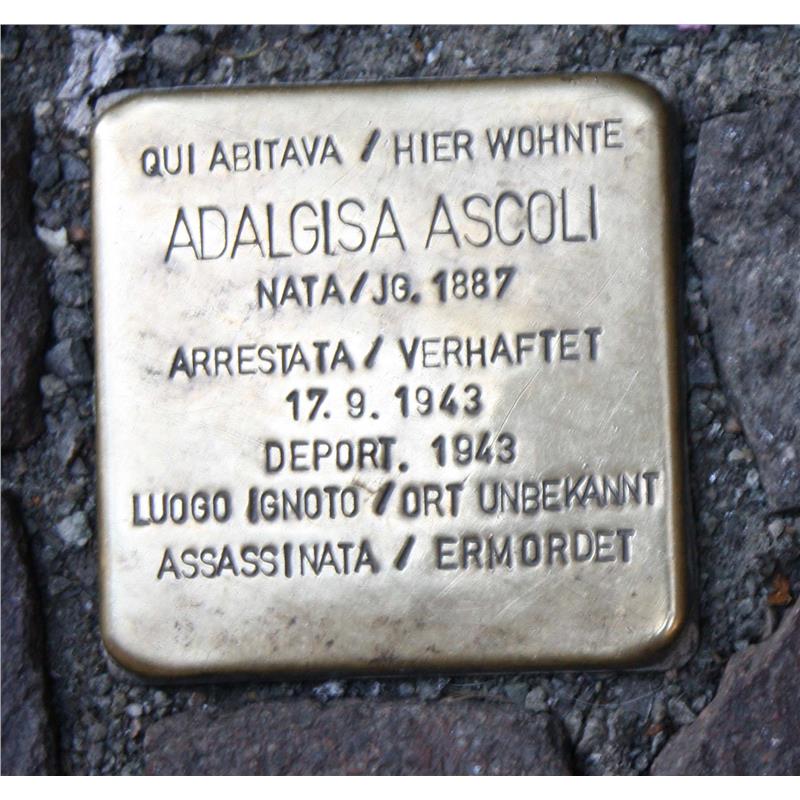 QUI ABITAVA / HIER WOHNTE
ADALGISA ASCOLI
NATA/JG. 1887
ARRESTATA / VERHAFTET
17. 9. 1943
DEPORT. 1943
LUOGO IGNOTO / ORT UNBEKANNT
ASSASSINATA / ERMORDET